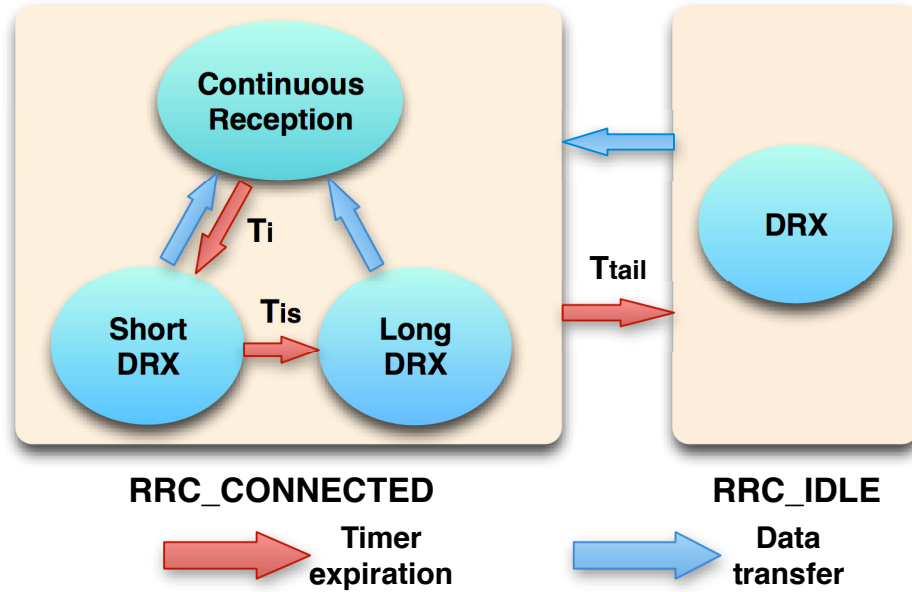 Continuous
Reception
Ti
Short
DRX
Tis
Long
DRX
Ttail
DRX
RRC_CONNECTED
RRC_IDLE
Timer
expiration
Data
transfer